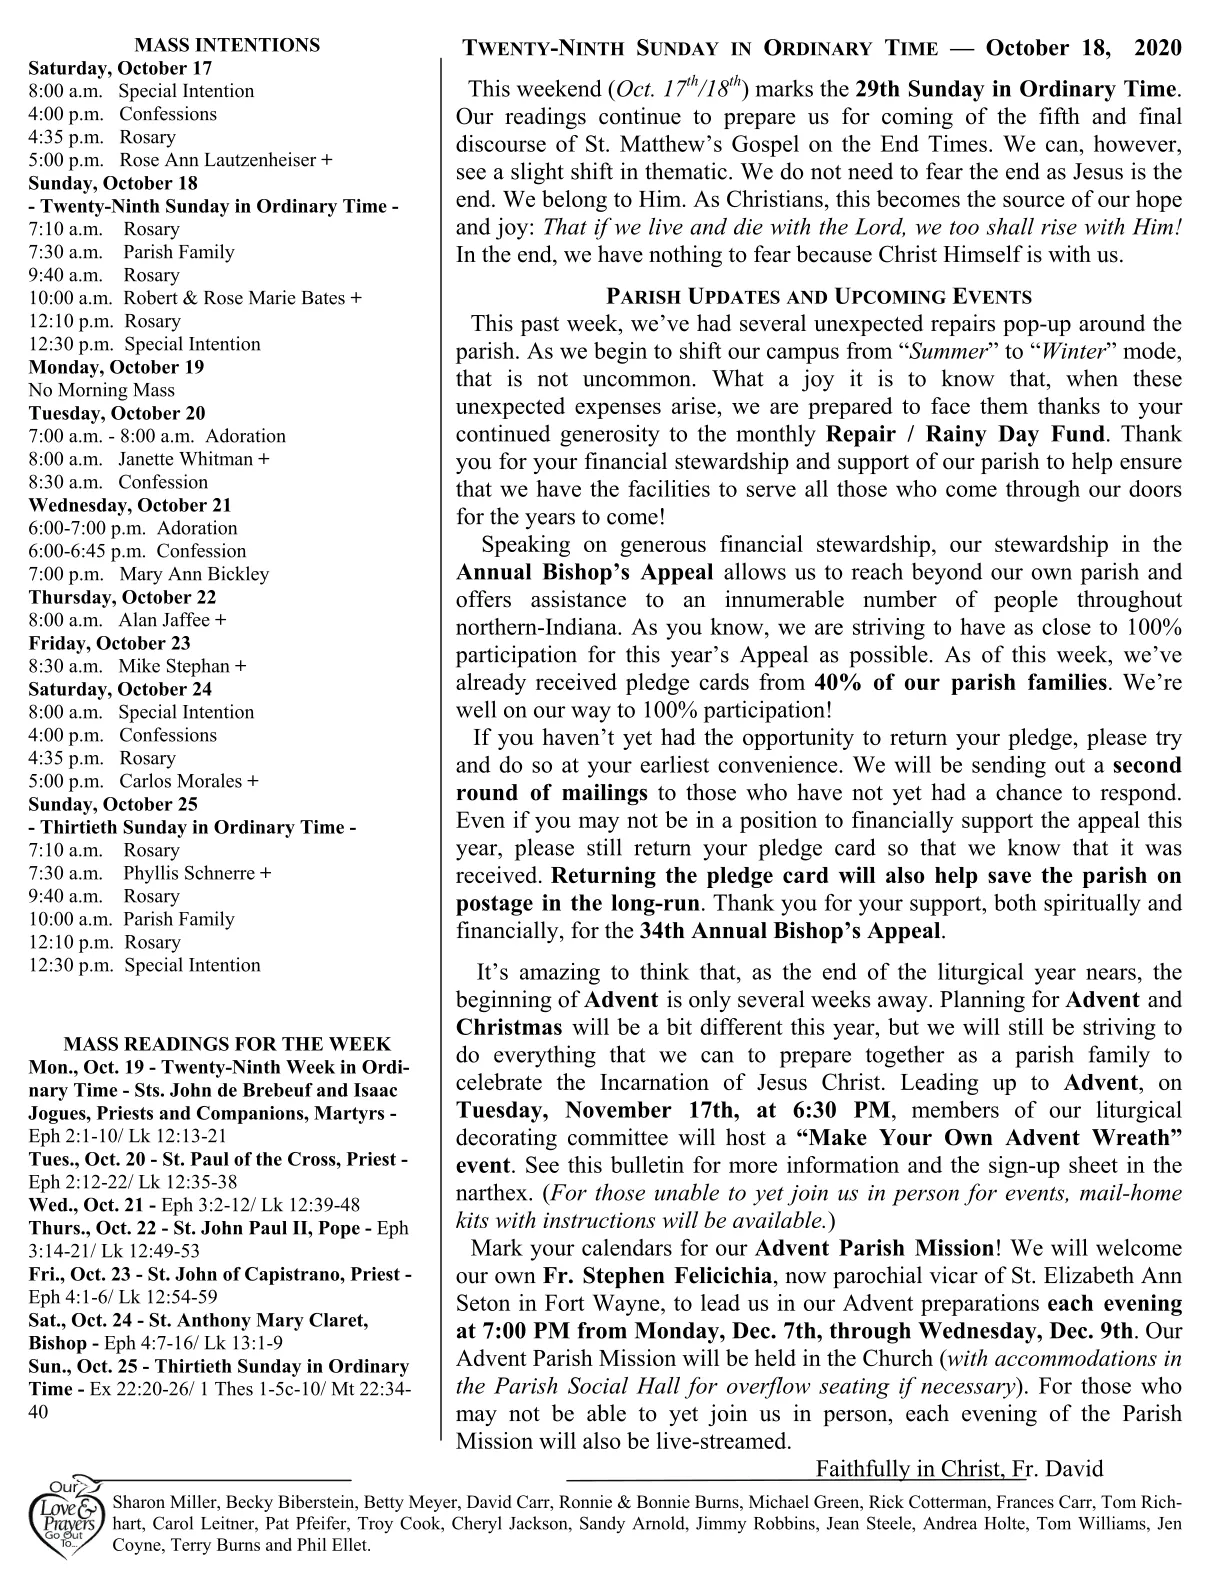 MASS INTENTIONS
Saturday, October 17
8:00 a.m. Special Intention
4:00 p.m. Confessions
4:35 p.m. Rosary
5:00 p.m. Rose Ann Lautzenheiser +
Sunday, October 18
- Twenty-Ninth Sunday in Ordinary Time -
7:10 a.m. Rosary
7:30 a.m. Parish Family
9:40 a.m. Rosary
10:00 a.m. Robert & Rose Marie Bates +
12:10 p.m. Rosary
12:30 p.m. Special Intention
Monday, October 19
No Morning Mass
Tuesday, October 20
7:00 a.m. - 8:00 a.m. Adoration
8:00 a.m. Janette Whitman +
8:30 a.m. Confession
Wednesday, October 21
6:00-7:00 p.m. Adoration
6:00-6:45 p.m. Confession
7:00 p.m. Mary Ann Bickley
Thursday, October 22
8:00 a.m. Alan Jaffee +
Friday, October 23
8:30 a.m. Mike Stephan +
Saturday, October 24
8:00 a.m. Special Intention
4:00 p.m. Confessions
4:35 p.m. Rosary
5:00 p.m. Carlos Morales +
Sunday, October 25
- Thirtieth Sunday in Ordinary Time -
7:10 a.m. Rosary
7:30 a.m. Phyllis Schnerre +
9:40 a.m. Rosary
10:00 a.m. Parish Family
12:10 p.m. Rosary
12:30 p.m. Special Intention
MASS READINGS FOR THE WEEK
Mon., Oct. 19 - Twenty-Ninth Week in Ordi-
nary Time - Sts. John de Brebeuf and Isaac
Jogues, Priests and Companions, Martyrs -
Eph 2:1-10/ Lk 12:13-21
Tues., Oct. 20 - St. Paul of the Cross, Priest -
Eph 2:12-22/ Lk 12:35-38
Wed., Oct. 21 - Eph 3:2-12/ Lk 12:39-48
Thurs., Oct. 22 - St. John Paul II, Pope - Eph
3:14-21/ Lk 12:49-53
Fri., Oct. 23 - St. John of Capistrano, Priest -
Eph 4:1-6/ Lk 12:54-59
Sat., Oct. 24 - St. Anthony Mary Claret,
Bishop - Eph 4:7-16/ Lk 13:1-9
Sun., Oct. 25 - Thirtieth Sunday in Ordinary
Time - Ex 22:20-26/ 1 Thes 1-5c-10/ Mt 22:34-
40
TWENTY-NINTH SUNDAY IN ORDINARY TIME — October 18, 2020
This weekend (Oct. 17th/18th) marks the 29th Sunday in Ordinary Time.
Our readings continue to prepare us for coming of the fifth and final
discourse of St. Matthew’s Gospel on the End Times. We can, however,
see a slight shift in thematic. We do not need to fear the end as Jesus is the
end. We belong to Him. As Christians, this becomes the source of our hope
and joy: That if we live and die with the Lord, we too shall rise with Him!
In the end, we have nothing to fear because Christ Himself is with us.
PARISH UPDATES AND UPCOMING EVENTS
This past week, we’ve had several unexpected repairs pop-up around the
parish. As we begin to shift our campus from “Summer” to “Winter” mode,
that is not uncommon. What a joy it is to know that, when these
unexpected expenses arise, we are prepared to face them thanks to your
continued generosity to the monthly Repair / Rainy Day Fund. Thank
you for your financial stewardship and support of our parish to help ensure
that we have the facilities to serve all those who come through our doors
for the years to come!
Speaking on generous financial stewardship, our stewardship in the
Annual Bishop’s Appeal allows us to reach beyond our own parish and
offers assistance to an innumerable number of people throughout
northern-Indiana. As you know, we are striving to have as close to 100%
participation for this year’s Appeal as possible. As of this week, we’ve
already received pledge cards from 40% of our parish families. We’re
well on our way to 100% participation!
If you haven’t yet had the opportunity to return your pledge, please try
and do so at your earliest convenience. We will be sending out a second
round of mailings to those who have not yet had a chance to respond.
Even if you may not be in a position to financially support the appeal this
year, please still return your pledge card so that we know that it was
received. Returning the pledge card will also help save the parish on
postage in the long-run. Thank you for your support, both spiritually and
financially, for the 34th Annual Bishop’s Appeal.
It’s amazing to think that, as the end of the liturgical year nears, the
beginning of Advent is only several weeks away. Planning for Advent and
Christmas will be a bit different this year, but we will still be striving to
do everything that we can to prepare together as a parish family to
celebrate the Incarnation of Jesus Christ. Leading up to Advent, on
Tuesday, November 17th, at 6:30 PM, members of our liturgical
decorating committee will host a “Make Your Own Advent Wreath”
event. See this bulletin for more information and the sign-up sheet in the
narthex. (For those unable to yet join us in person for events, mail-home
kits with instructions will be available.)
Mark your calendars for our Advent Parish Mission! We will welcome
our own Fr. Stephen Felicichia, now parochial vicar of St. Elizabeth Ann
Seton in Fort Wayne, to lead us in our Advent preparations each evening
at 7:00 PM from Monday, Dec. 7th, through Wednesday, Dec. 9th. Our
Advent Parish Mission will be held in the Church (with accommodations in
the Parish Social Hall for overflow seating if necessary). For those who
may not be able to yet join us in person, each evening of the Parish
Mission will also be live-streamed.
Faithfully in Christ, Fr. David
Our
Love &
Prayers
Go Out
To...
Sharon Miller, Becky Biberstein, Betty Meyer, David Carr, Ronnie & Bonnie Burns, Michael Green, Rick Cotterman, Frances Carr, Tom Rich-
hart, Carol Leitner, Pat Pfeifer, Troy Cook, Cheryl Jackson, Sandy Arnold, Jimmy Robbins, Jean Steele, Andrea Holte, Tom Williams, Jen
Coyne, Terry Burns and Phil Ellet.